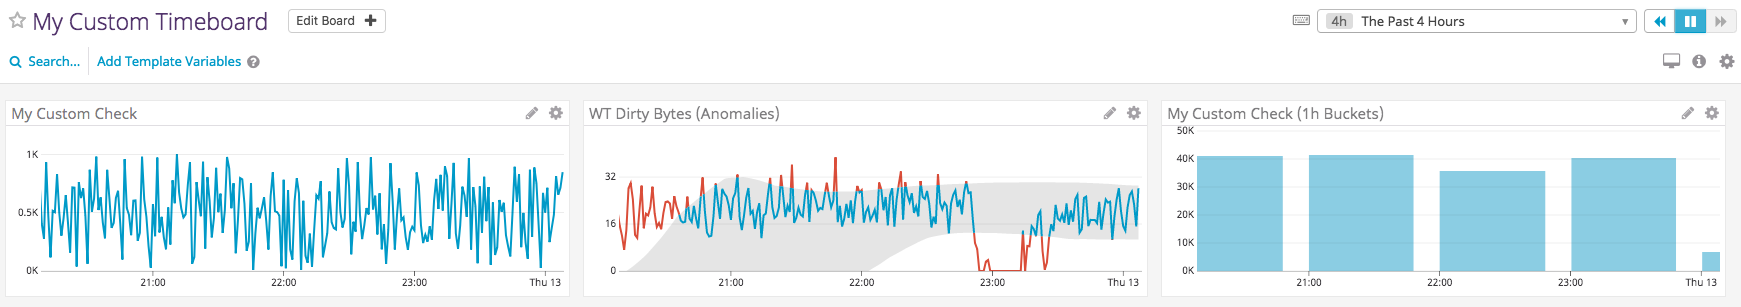 My Custom Timeboard
Edit Board +
4h The Past 4 Hours
Search...
Add Template Variables ?
My Custom Check
1K
0.5K
0K
21:00 22:00 23:00 Thu 13
WT Dirty Bytes (Anomalies)
32
16
0
21:00 22:00 23:00 Thu 13
My Custom Check (1h Buckets)
50K
40K
30K
20K
10K
0K
21:00 22:00 23:00 Thu 13